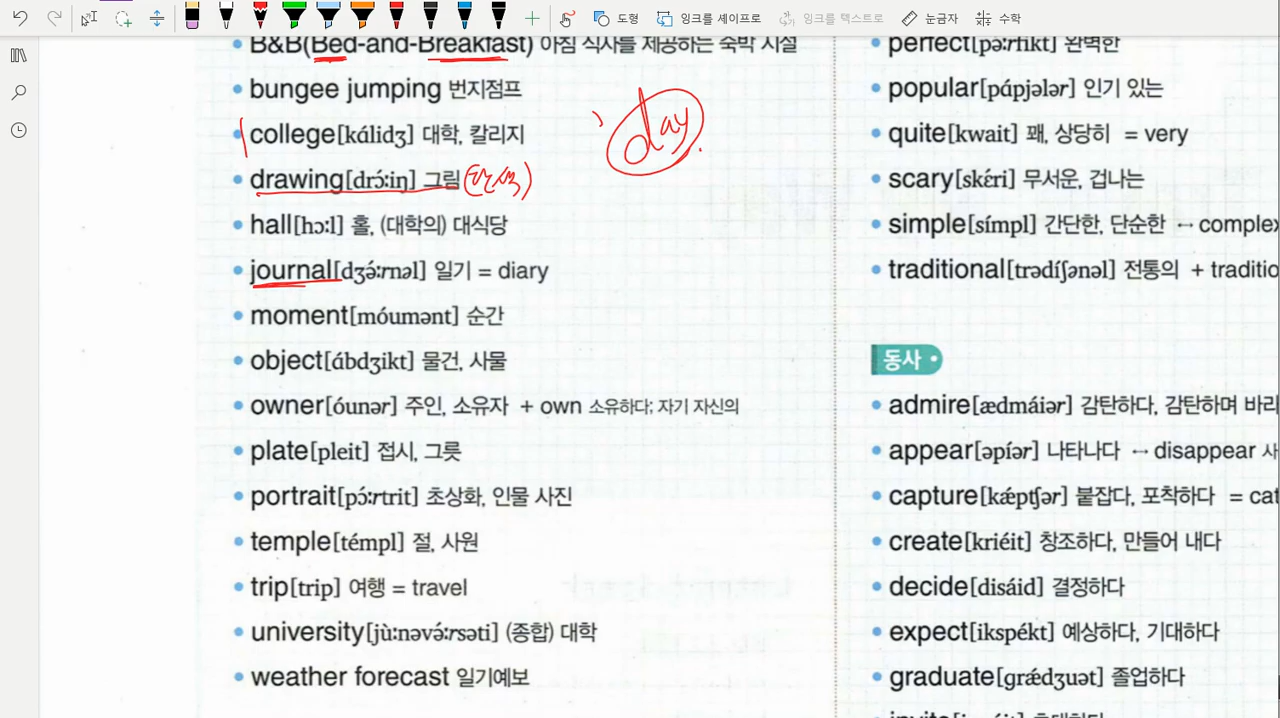 도형 잉크를 셰이프로 잉크를 텍스트로 눈금자 수학
B&B(Bed-and-Breakfast) 아침 식사를 제공하는 숙박 시설
bungee jumping 번지점프
college[kálidʒ] 대학, 칼리지
day
drawing[drɔ́ːiŋ] 그림
hall[hɔːl] 홀, (대학의) 대식당
journal[dʒə́ːrnəl] 일기 = diary
moment[móumənt] 순간
object[ábdʒikt] 물건, 사물
owner[óunər] 주인, 소유자 + own 소유하다; 자기 자신의
plate[pleit] 접시, 그릇
portrait[pɔ́ːrtrit] 초상화, 인물 사진
temple[témpl] 절, 사원
trip[trip] 여행 = travel
university[jùːnəvə́ːrsəti] (종합) 대학
weather forecast 일기예보
perfect[pə́ːrfikt] 완벽한
popular[pápjələr] 인기 있는
quite[kwait] 꽤, 상당히 = very
scary[skɛ́ri] 무서운, 겁나는
simple[símpl] 간단한, 단순한 ↔ complex
traditional[trədíʃənəl] 전통의 + traditio
동사
admire[ædmáiər] 감탄하다, 감탄하며 바리
appear[əpíər] 나타나다 ↔ disappear 사
capture[kǽptʃər] 붙잡다, 포착하다 = cat
create[kriéit] 창조하다, 만들어 내다
decide[disáid] 결정하다
expect[ikspékt] 예상하다, 기대하다
graduate[grǽdʒuət] 졸업하다